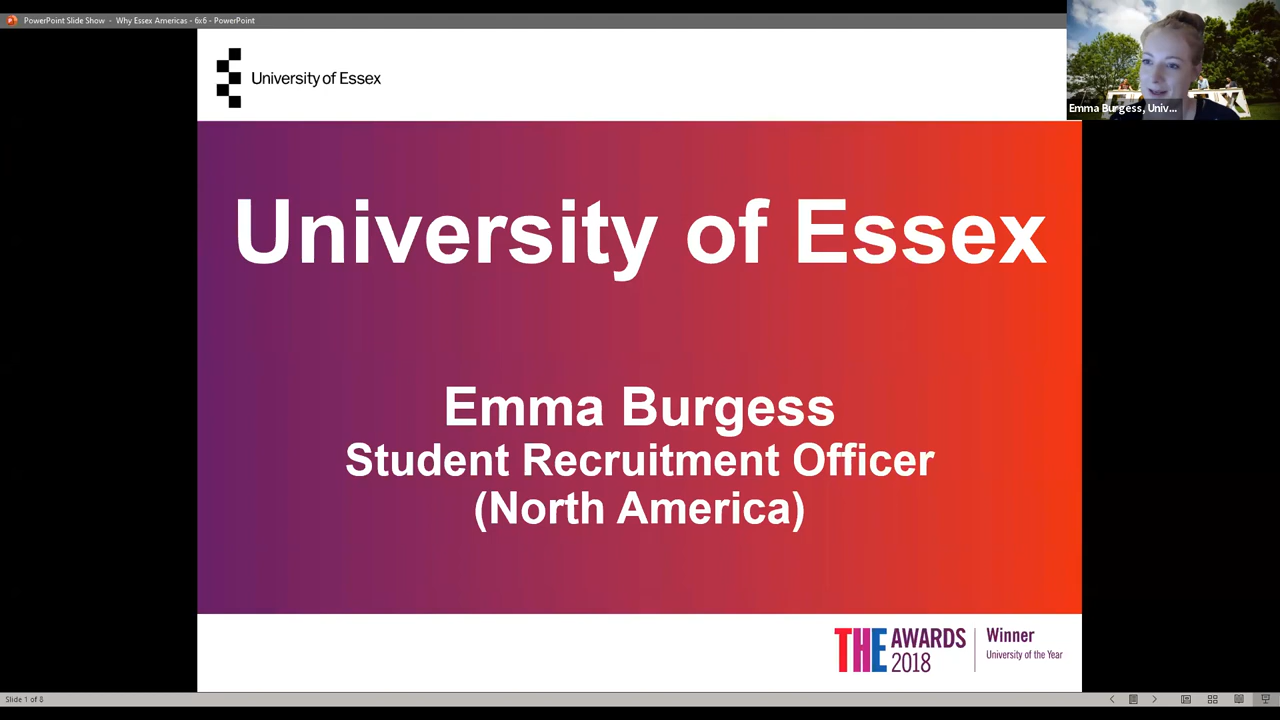 PowerPoint Slide Show - Why Essex Americas - 6x6 - PowerPoint
University of Essex
Emma Burgess, Univ...
University of Essex
Emma Burgess
Student Recruitment Officer
(North America)
THE AWARDS 2018
Winner
University of the Year
Slide 1 of 8